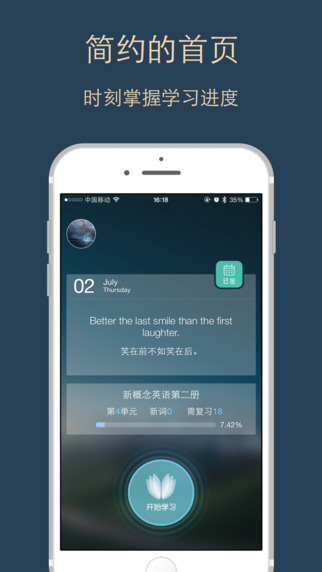 简约的首页
时刻掌握学习进度
中国移动 16:18 35%
已签
02 July
Thursday
Better the last smile than the first
laughter.
笑在前不如笑在后。
新概念英语第二册
第4单元 新词0 需复习18
7.42%
开始学习